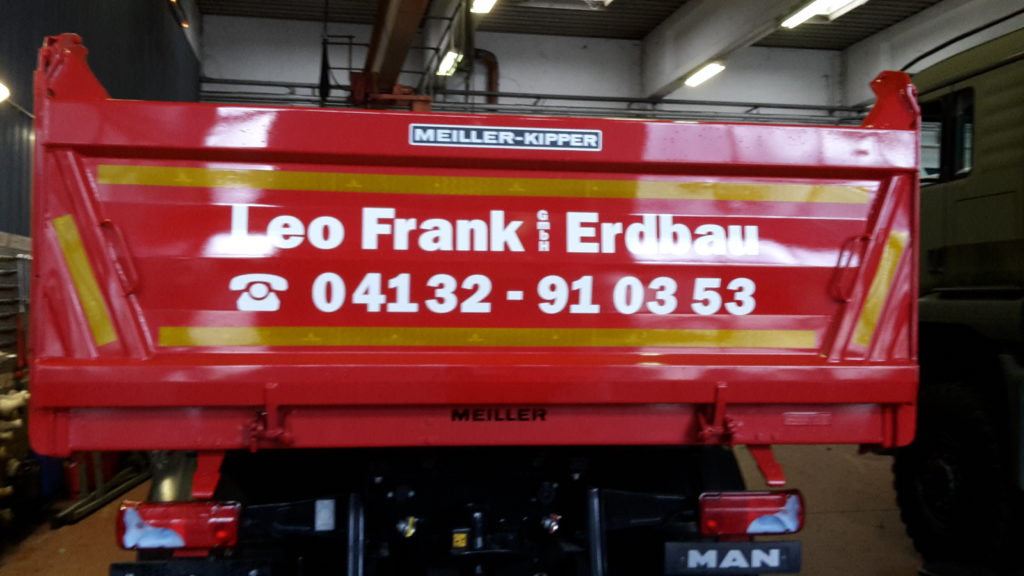 MEILLER-KIPPER
Leo Frank GmbH Erdbau
☎ 04132 - 91 03 53
MEILLER
MAN